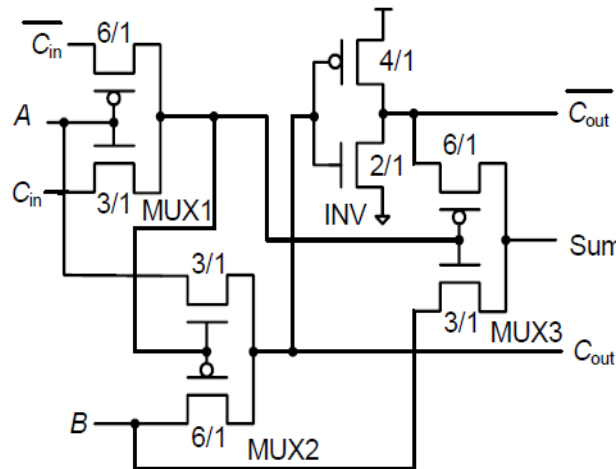 C̅in
6/1
A
Cin
3/1
MUX1
4/1
2/1
INV
C̅out
6/1
Sum
3/1
MUX3
3/1
Cout
B
6/1
MUX2